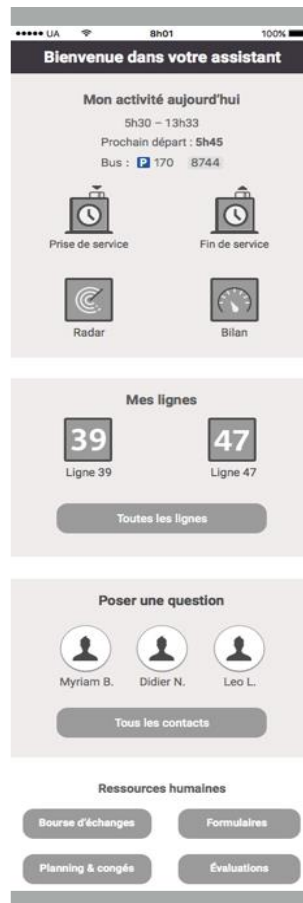 ●●●●● UA 8h01 100%
Bienvenue dans votre assistant
Mon activité aujourd'hui
5h30 – 13h33
Prochain départ : 5h45
Bus : P 170 8744
Prise de service Fin de service
Radar Bilan
Mes lignes
39 47
Ligne 39 Ligne 47
Toutes les lignes
Poser une question
Myriam B. Didier N. Leo L.
Tous les contacts
Ressources humaines
Bourse d'échanges Formulaires
Planning & congés Évaluations